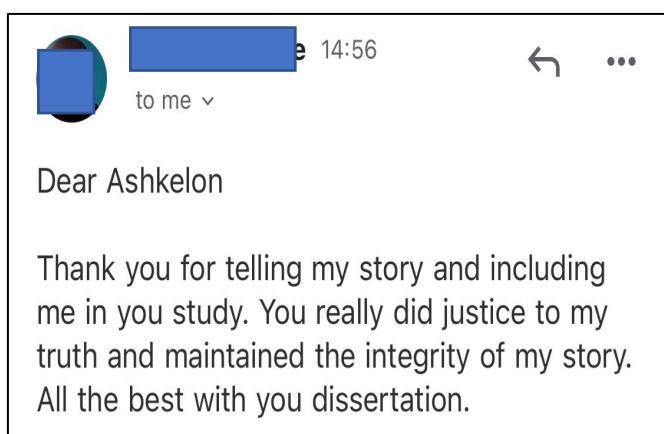 e 14:56
to me
Dear Ashkelon
Thank you for telling my story and including
me in you study. You really did justice to my
truth and maintained the integrity of my story.
All the best with you dissertation.